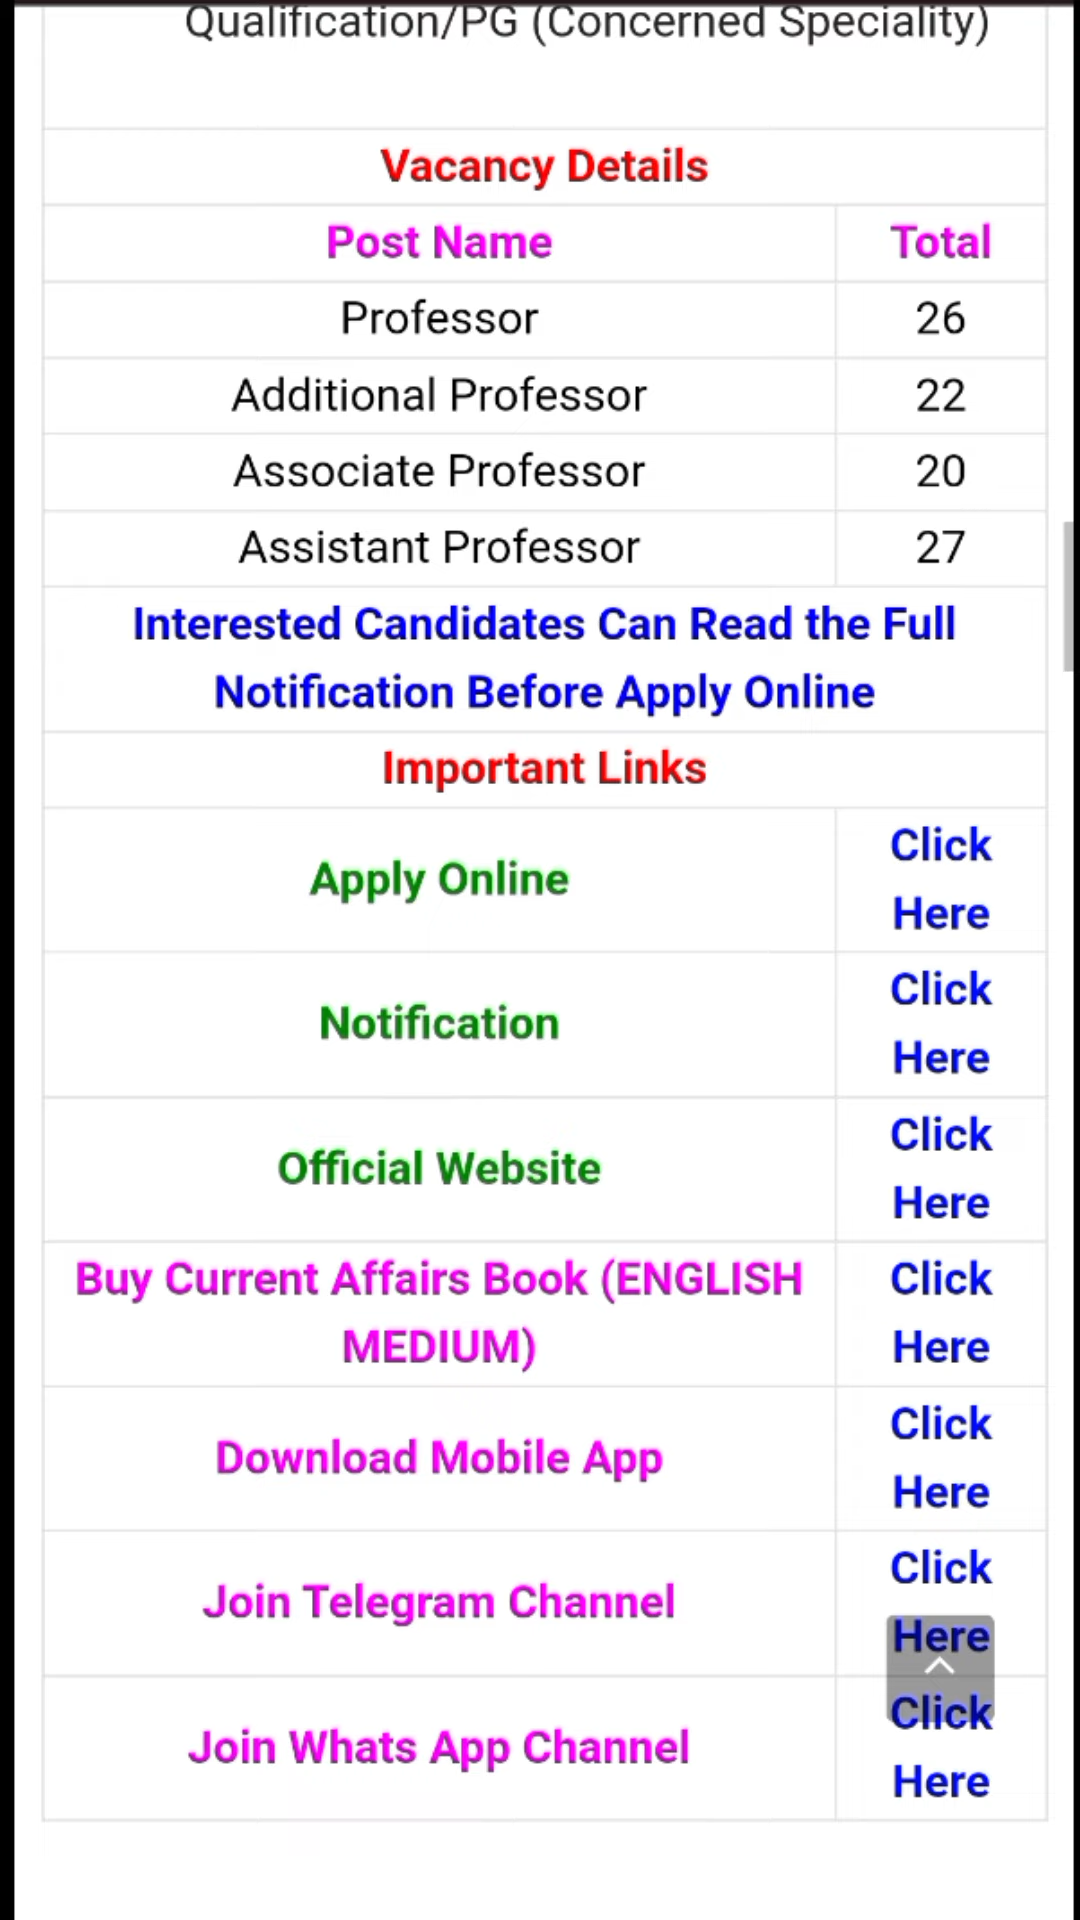 Qualification/PG (Concerned Speciality)
Vacancy Details
Post Name Total
Professor 26
Additional Professor 22
Associate Professor 20
Assistant Professor 27
Interested Candidates Can Read the Full
Notification Before Apply Online
Important Links
Apply Online
Click
Here
Notification
Click
Here
Official Website
Click
Here
Buy Current Affairs Book (ENGLISH
MEDIUM)
Click
Here
Download Mobile App
Click
Here
Join Telegram Channel
Click
Here
Join Whats App Channel
Click
Here